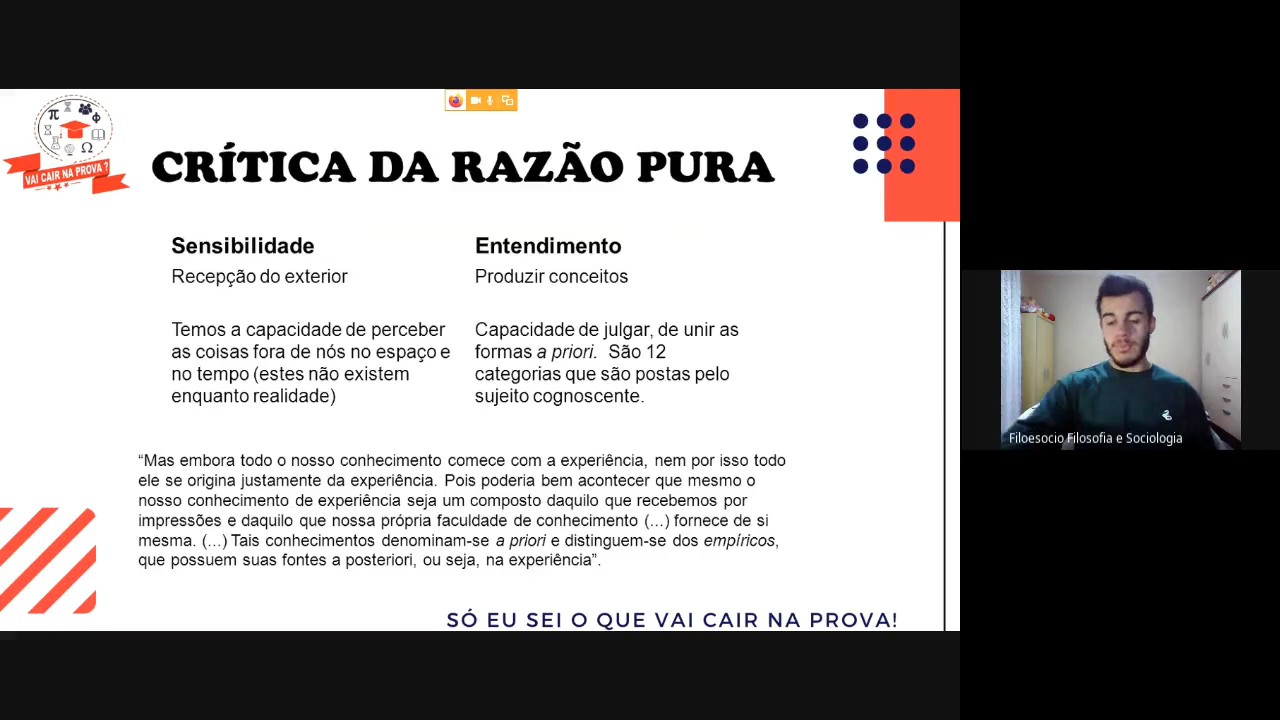 VAI CAIR NA PROVA ?
CRÍTICA DA RAZÃO PURA
Sensibilidade
Recepção do exterior
Temos a capacidade de perceber
as coisas fora de nós no espaço e
no tempo (estes não existem
enquanto realidade)
Entendimento
Produzir conceitos
Capacidade de julgar, de unir as
formas a priori. São 12
categorias que são postas pelo
sujeito cognoscente.
“Mas embora todo o nosso conhecimento comece com a experiência, nem por isso todo
ele se origina justamente da experiência. Pois poderia bem acontecer que mesmo o
nosso conhecimento de experiência seja um composto daquilo que recebemos por
impressões e daquilo que nossa própria faculdade de conhecimento (...) fornece de si
mesma. (...) Tais conhecimentos denominam-se a priori e distinguem-se dos empíricos,
que possuem suas fontes a posteriori, ou seja, na experiência”.
SÓ EU SEI O QUE VAI CAIR NA PROVA!
Filoesocio Filosofia e Sociologia